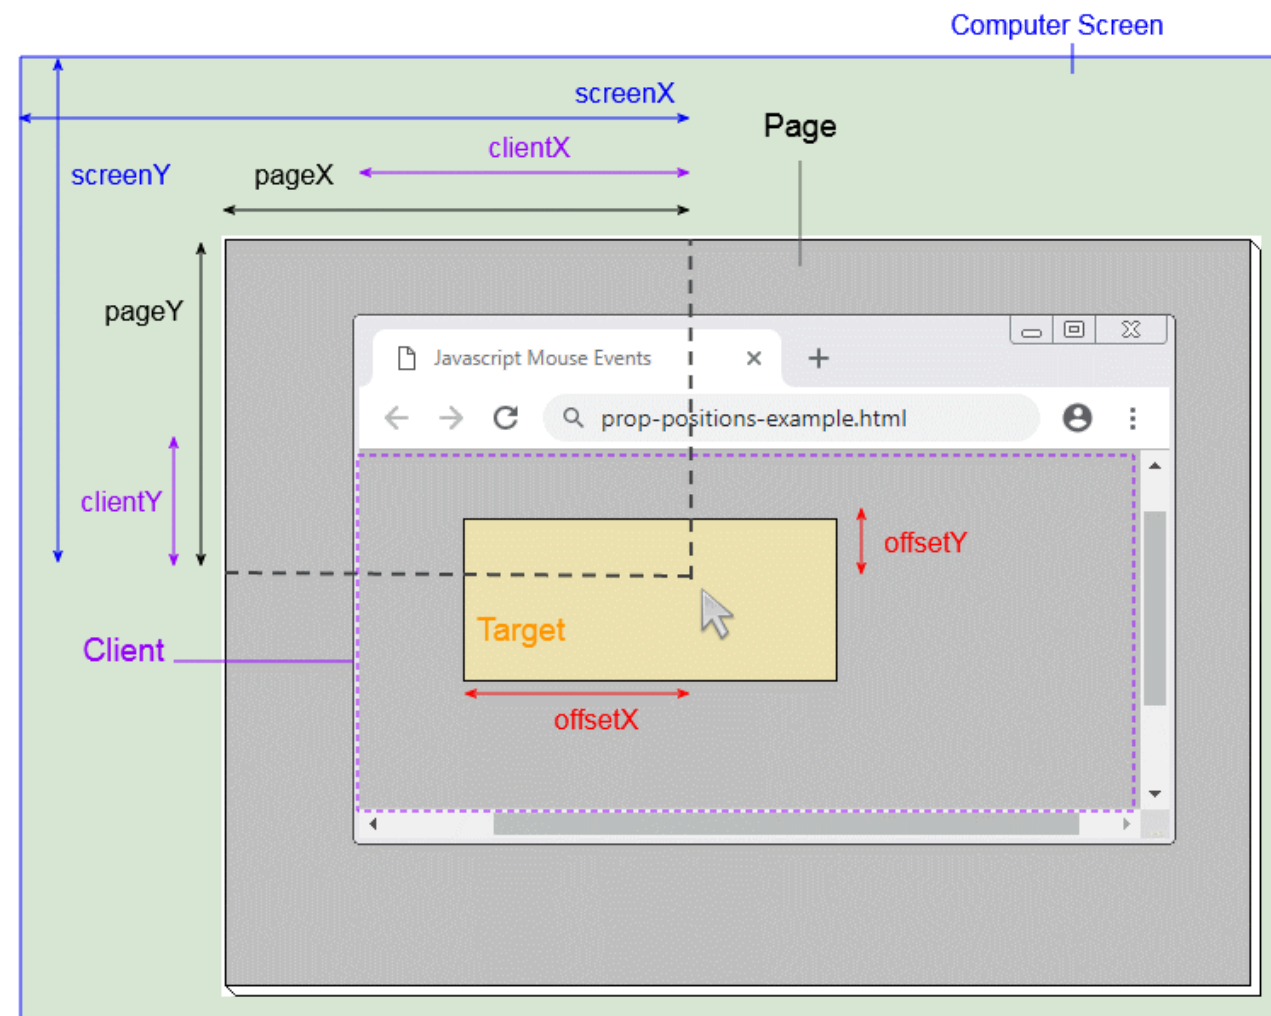 Computer Screen
screenX
Page
clientX
screenY
pageX
pageY
Javascript Mouse Events
prop-positions-example.html
clientY
offsetY
Target
Client
offsetX